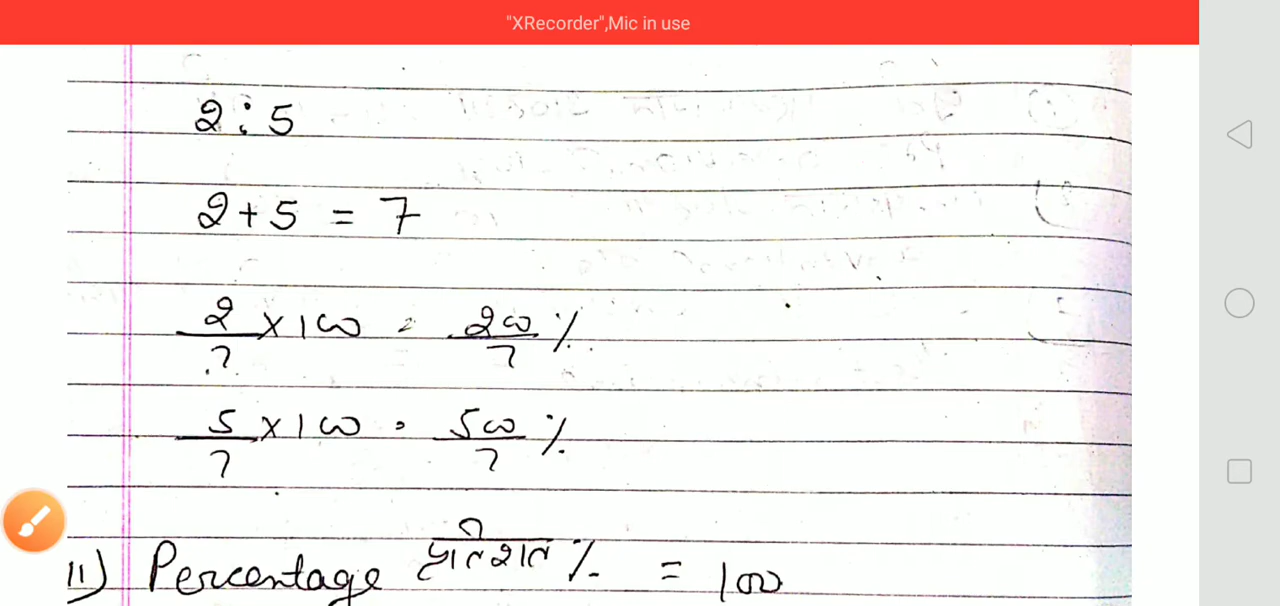 "XRecorder",Mic in use
2 : 5
2 + 5 = 7
2/7 × 100 = 200/7 %
5/7 × 100 = 500/7 %
11) Percentage % = 100